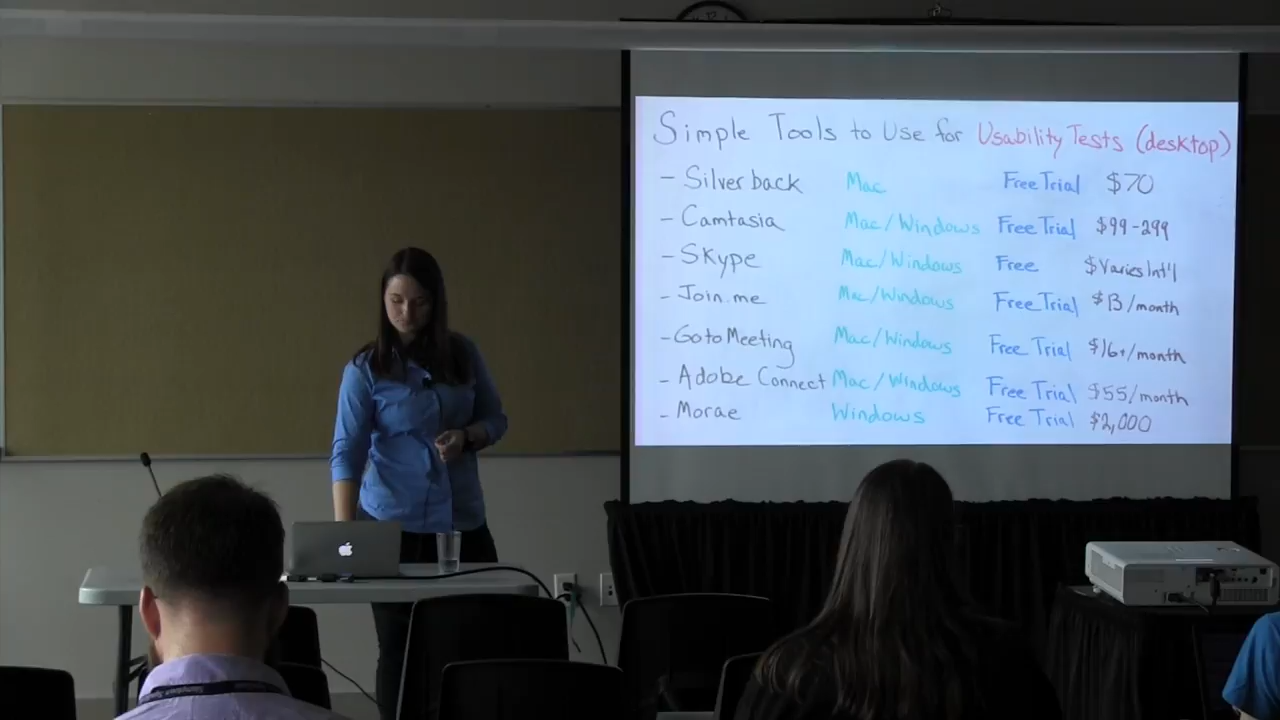 Simple Tools to Use for Usability Tests (desktop)
- Silverback Mac Free Trial $70
- Camtasia Mac/Windows Free Trial $99-299
- Skype Mac/Windows Free $Varies Int'l
- Join.me Mac/Windows Free Trial $13/month
- GotoMeeting Mac/Windows Free Trial $16+/month
- Adobe Connect Mac/Windows Free Trial $55/month
- Morae Windows Free Trial $2,000